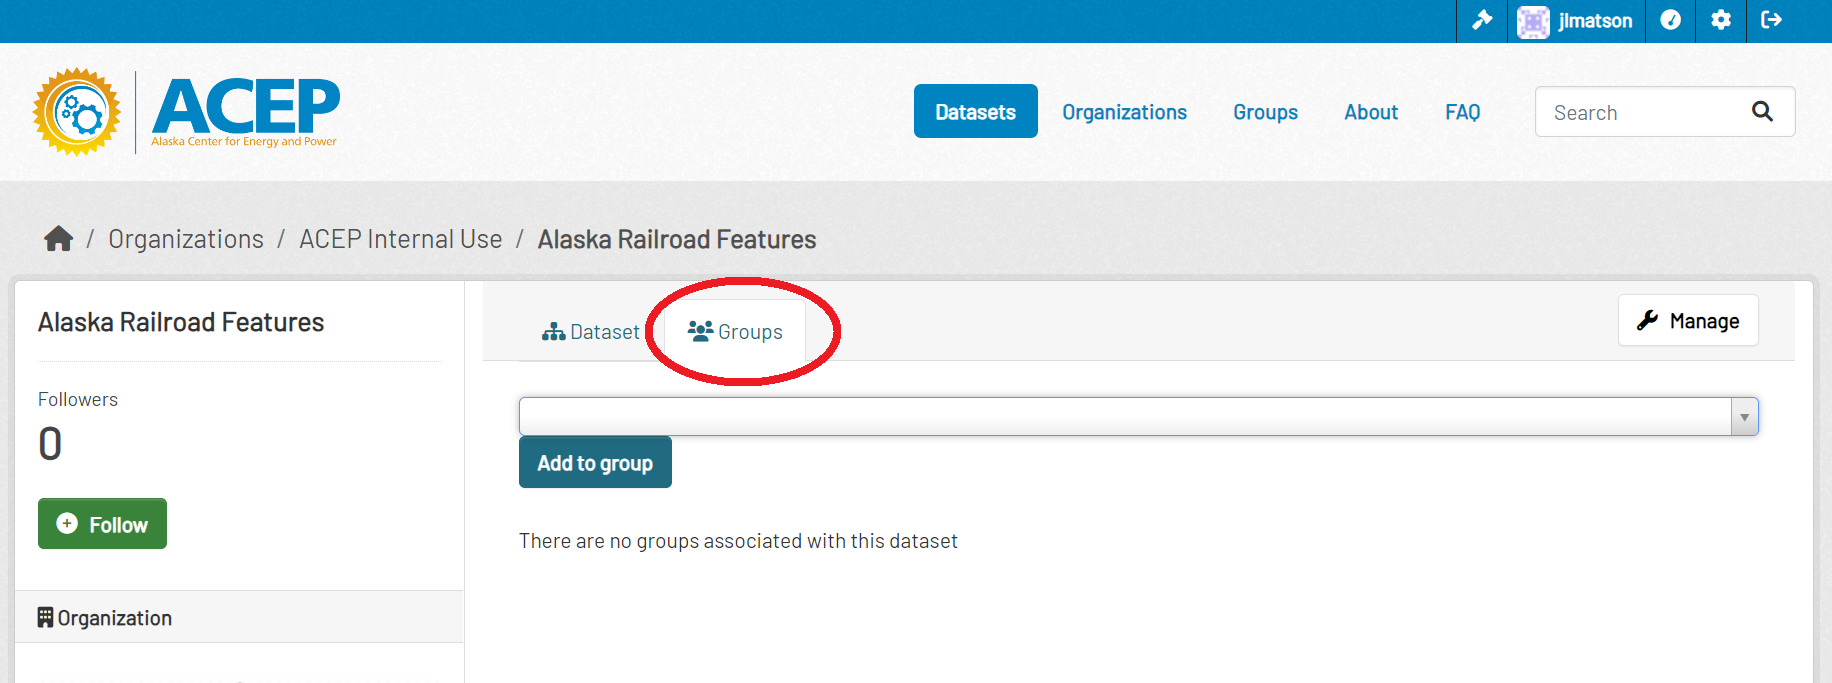 jlmatson
ACEP
Alaska Center for Energy and Power
Datasets Organizations Groups About FAQ Search
/ Organizations / ACEP Internal Use / Alaska Railroad Features
Alaska Railroad Features
Followers
0
Follow
Organization
Dataset Groups Manage
Add to group
There are no groups associated with this dataset